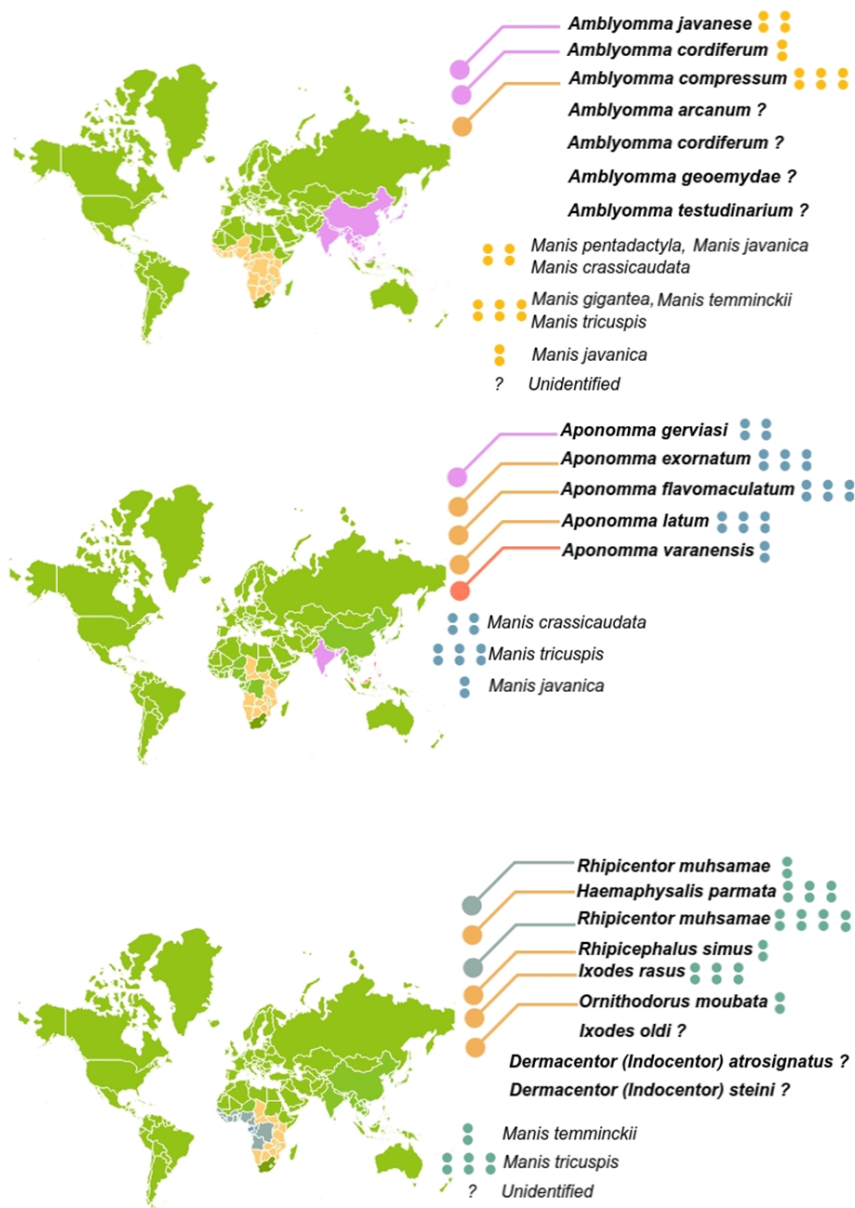 Amblyomma javanese
Amblyomma cordiferum
Amblyomma compressum
Amblyomma arcanum ?
Amblyomma cordiferum ?
Amblyomma geoemydae ?
Amblyomma testudinarium ?
Manis pentadactyla, Manis javanica
Manis crassicaudata
Manis gigantea, Manis temminckii
Manis tricuspis
Manis javanica
? Unidentified
Aponomma gerviasi
Aponomma exornatum
Aponomma flavomaculatum
Aponomma latum
Aponomma varanensis
Manis crassicaudata
Manis tricuspis
Manis javanica
Rhipicentor muhsamae
Haemaphysalis parmata
Rhipicentor muhsamae
Rhipicephalus simus
Ixodes rasus
Ornithodorus moubata
Ixodes oldi ?
Dermacentor (Indocentor) atrosignatus ?
Dermacentor (Indocentor) steini ?
Manis temminckii
Manis tricuspis
? Unidentified